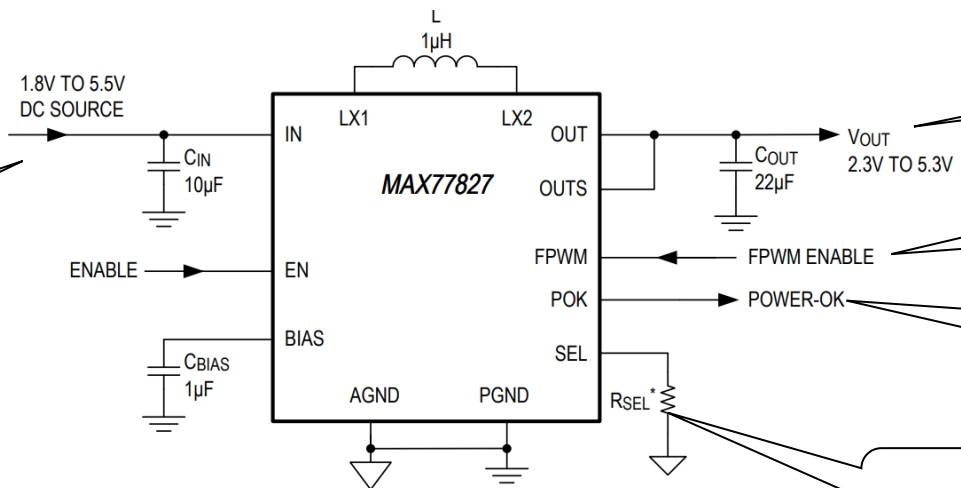 L
1µH
1.8V TO 5.5V
DC SOURCE
LX1
LX2
IN
OUT
CIN
10µF
MAX77827
COUT
22µF
VOUT
2.3V TO 5.3V
OUTS
FPWM
FPWM ENABLE
ENABLE
EN
POK
POWER-OK
BIAS
SEL
CBIAS
1µF
AGND
PGND
RSEL*